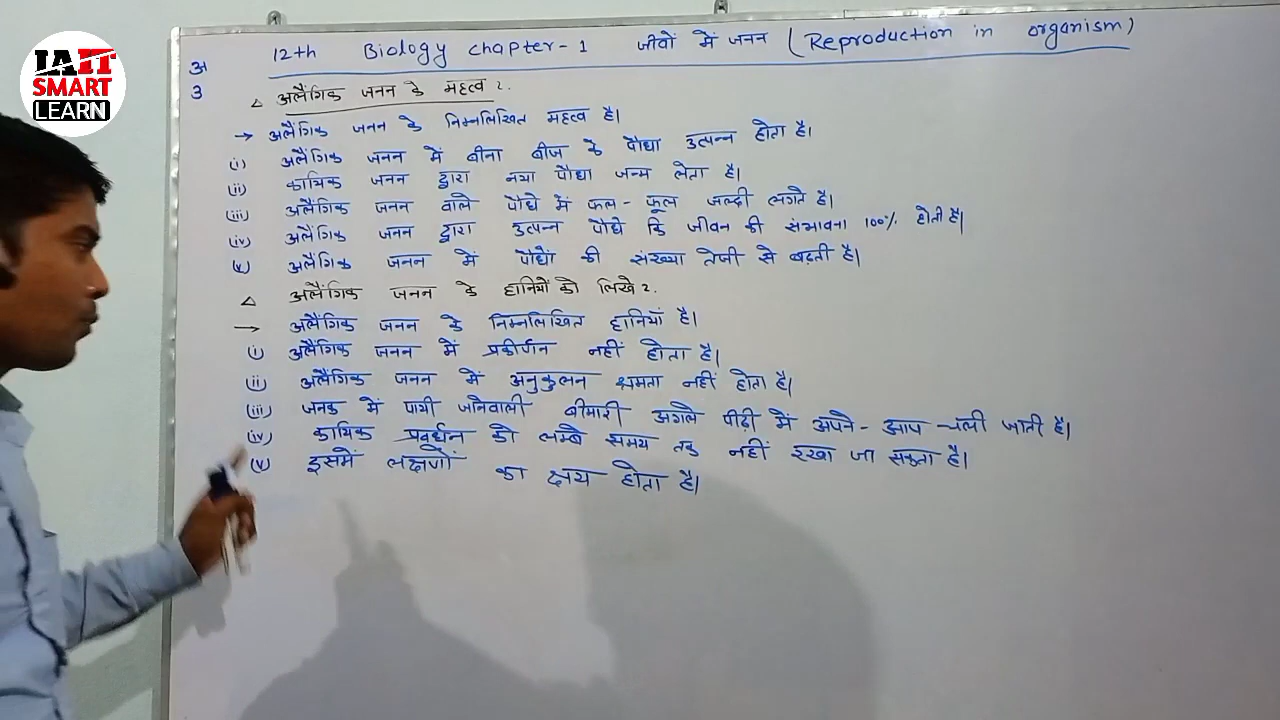 IAIT
SMART
LEARN
12th Biology chapter-1 जीवों में जनन (Reproduction in organism)
अ
3
△ अलैंगिक जनन के महत्व ?.
→ अलैंगिक जनन के निम्नलिखित महत्व है।
(i) अलैंगिक जनन में बीना बीज के पौधा उत्पन्न होता है।
(ii) कायिक जनन द्वारा नया पौधा जन्म लेता है।
(iii) अलैंगिक जनन वाले पौधे में फल-फूल जल्दी लगते है।
(iv) अलैंगिक जनन द्वारा उत्पन्न पौधे कि जीवन की संभावना 100% होती है।
(v) अलैंगिक जनन में पौधों की संख्या तेजी से बढ़ती है।
△ अलैंगिक जनन के हानियों को लिखे ?.
→ अलैंगिक जनन के निम्नलिखित हानियाँ है।
(i) अलैंगिक जनन में प्रकीर्णन नहीं होता है।
(ii) अलैंगिक जनन में अनुकुलन क्षमता नहीं होता है।
(iii) जनक में पायी जानेवाली बीमारी अगले पीढ़ी में अपने-आप चली जाती है।
(iv) कायिक प्रवर्धन को लम्बे समय तक नहीं रखा जा सकता है।
(v) इसमें लक्षणों का क्षय होता है।